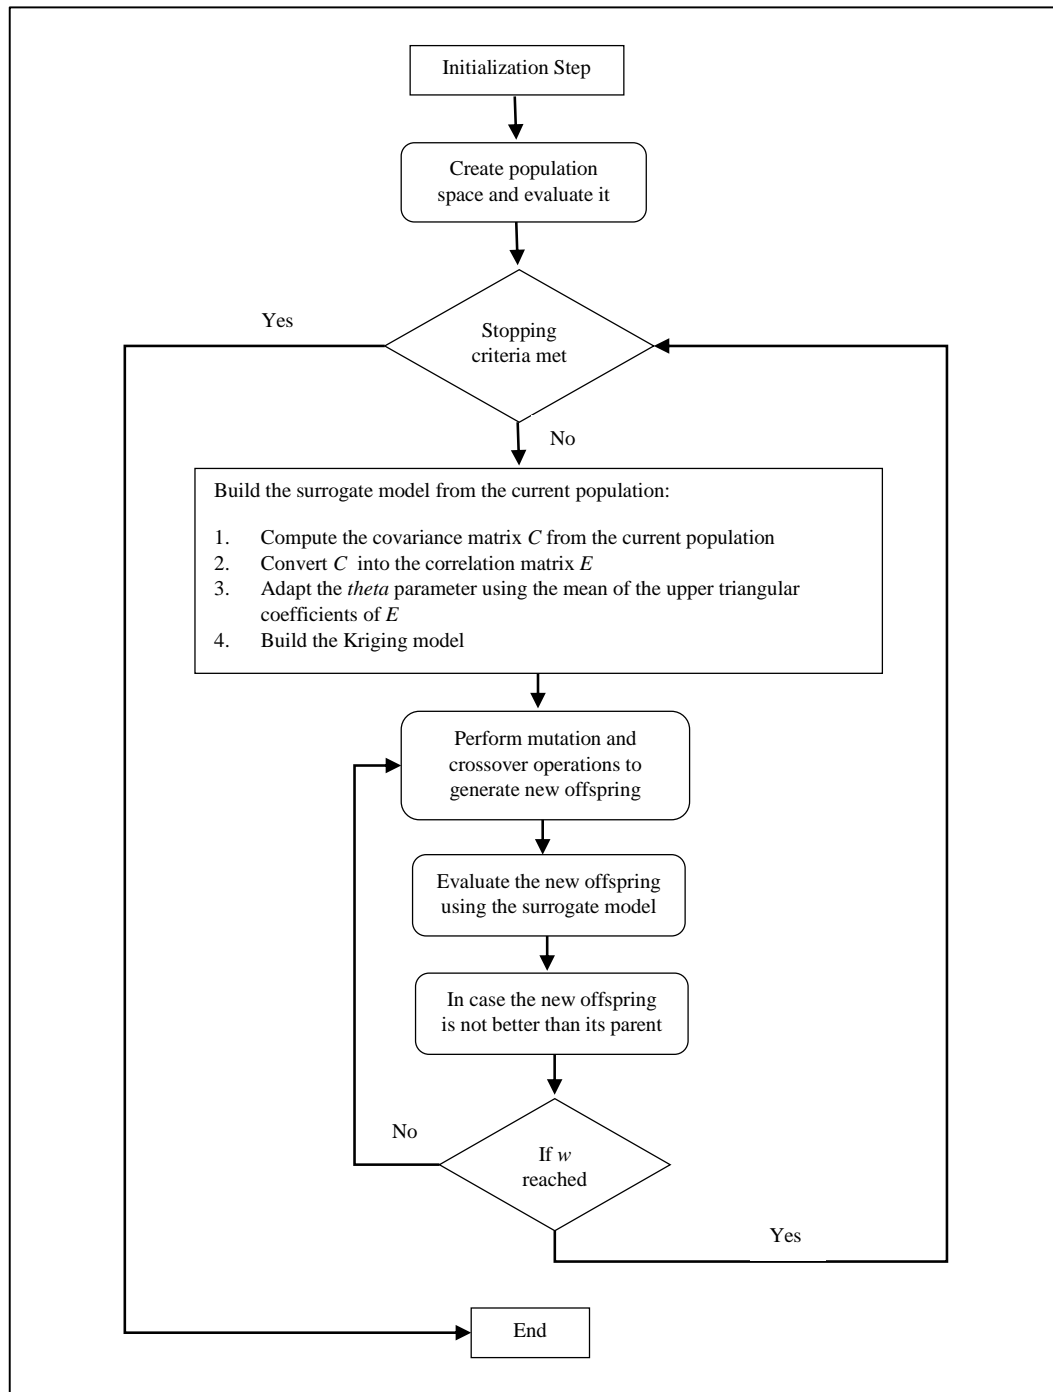 Initialization Step
Create population
space and evaluate it
Yes
Stopping
criteria met
No
Build the surrogate model from the current population:
1. Compute the covariance matrix C from the current population
2. Convert C into the correlation matrix E
3. Adapt the theta parameter using the mean of the upper triangular
coefficients of E
4. Build the Kriging model
Perform mutation and
crossover operations to
generate new offspring
Evaluate the new offspring
using the surrogate model
In case the new offspring
is not better than its parent
No
If w
reached
Yes
End